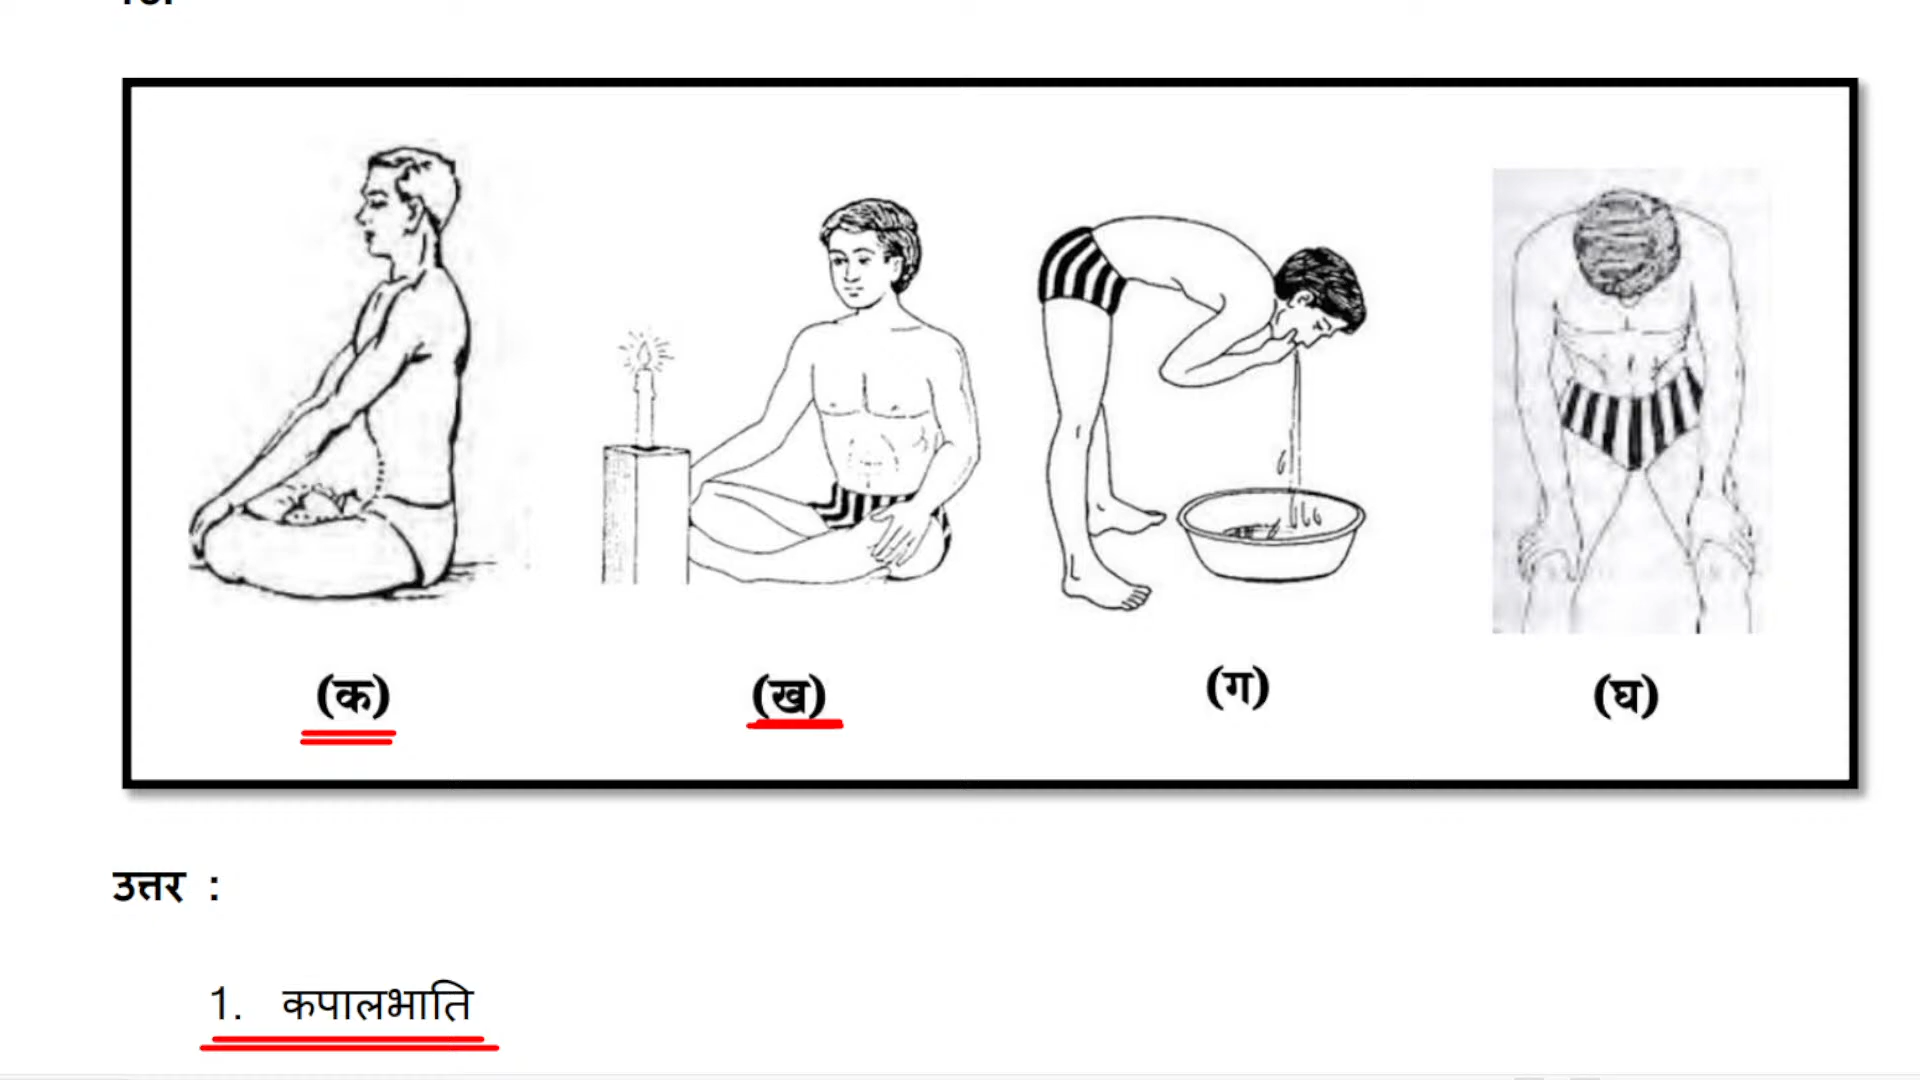 (क) (ख) (ग) (घ)
उत्तर :
1. कपालभाति